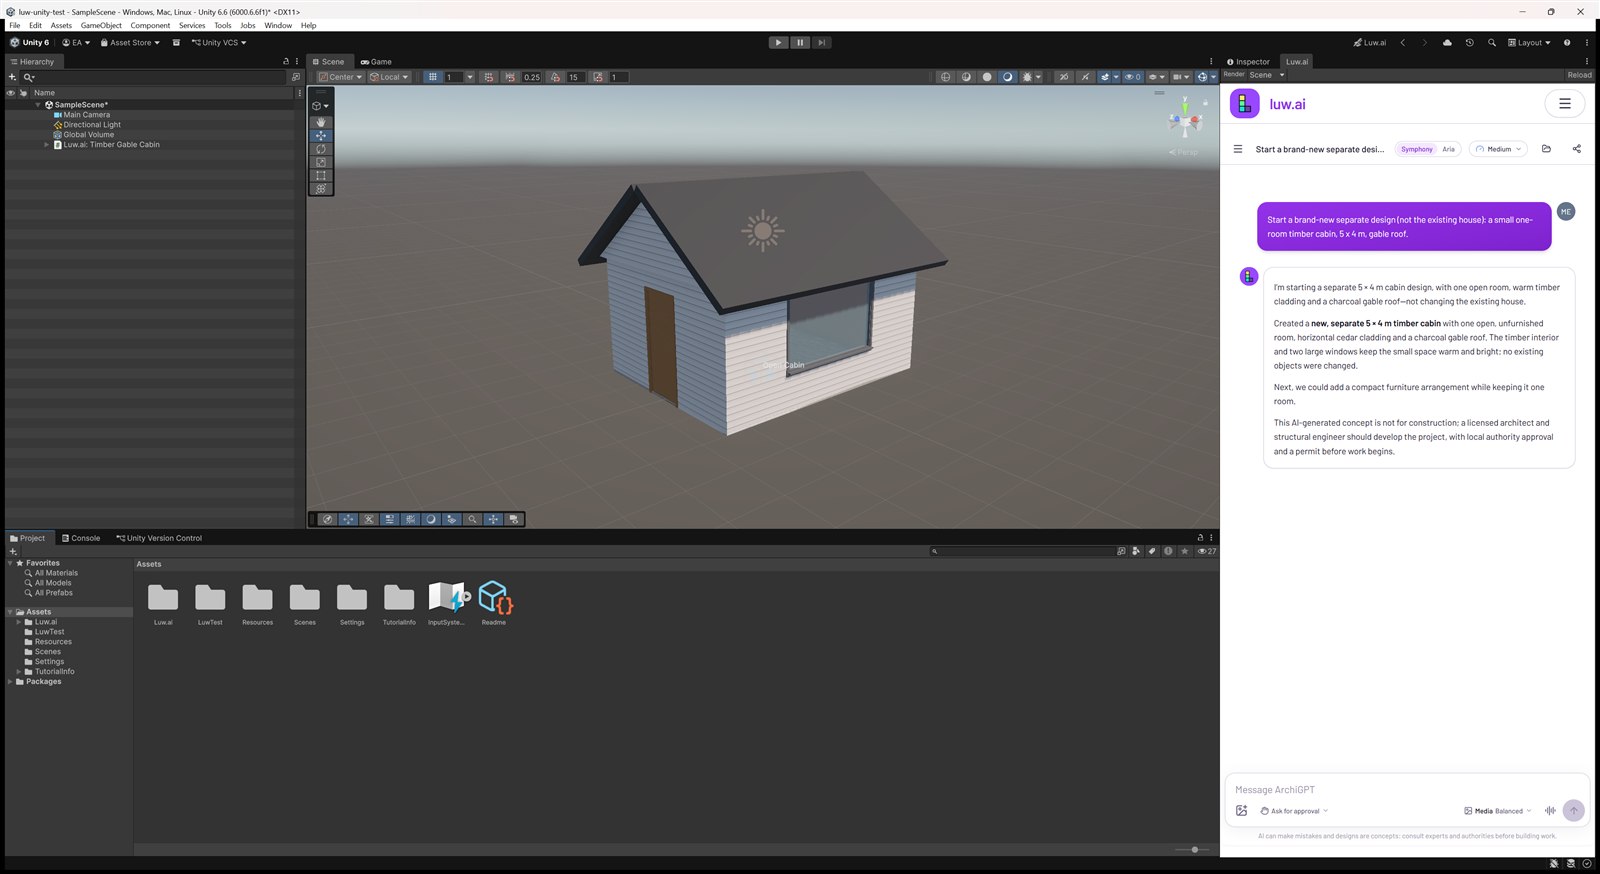 luw-unity-test - SampleScene - Windows, Mac, Linux - Unity 6.6 (6000.6.6f1)* <DX11>
File Edit Assets GameObject Component Services Tools Jobs Window Help
Unity 6 EA Asset Store Unity VCS Luw.ai Layout
Hierarchy
Name
SampleScene*
Main Camera
Directional Light
Global Volume
Luw.ai: Timber Gable Cabin
Scene Game
Center Local 1 0.25 15 1 0
y
x
z
Persp
Open Cabin
Inspector Luw.ai
Render Scene Reload
luw.ai
Start a brand-new separate desi... Symphony Aria Medium
Start a brand-new separate design (not the existing house): a small one-
room timber cabin, 5 x 4 m, gable roof.
ME
I'm starting a separate 5 × 4 m cabin design, with one open room, warm timber
cladding and a charcoal gable roof—not changing the existing house.
Created a new, separate 5 × 4 m timber cabin with one open, unfurnished
room, horizontal cedar cladding and a charcoal gable roof. The timber interior
and two large windows keep the small space warm and bright; no existing
objects were changed.
Next, we could add a compact furniture arrangement while keeping it one
room.
This AI-generated concept is not for construction; a licensed architect and
structural engineer should develop the project, with local authority approval
and a permit before work begins.
Message ArchiGPT
Ask for approval Media Balanced
AI can make mistakes and designs are concepts: consult experts and authorities before building work.
Project Console Unity Version Control
27
Favorites
All Materials
All Models
All Prefabs
Assets
Luw.ai
LuwTest
Resources
Scenes
Settings
TutorialInfo
Packages
Assets
Luw.ai LuwTest Resources Scenes Settings TutorialInfo InputSyste... Readme